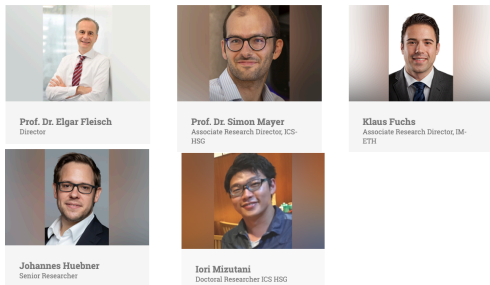 Prof. Dr. Elgar Fleisch
Director
Prof. Dr. Simon Mayer
Associate Research Director, ICS-
HSG
Klaus Fuchs
Associate Research Director, IM-
ETH
Johannes Huebner
Senior Researcher
Iori Mizutani
Doctoral Researcher ICS HSG